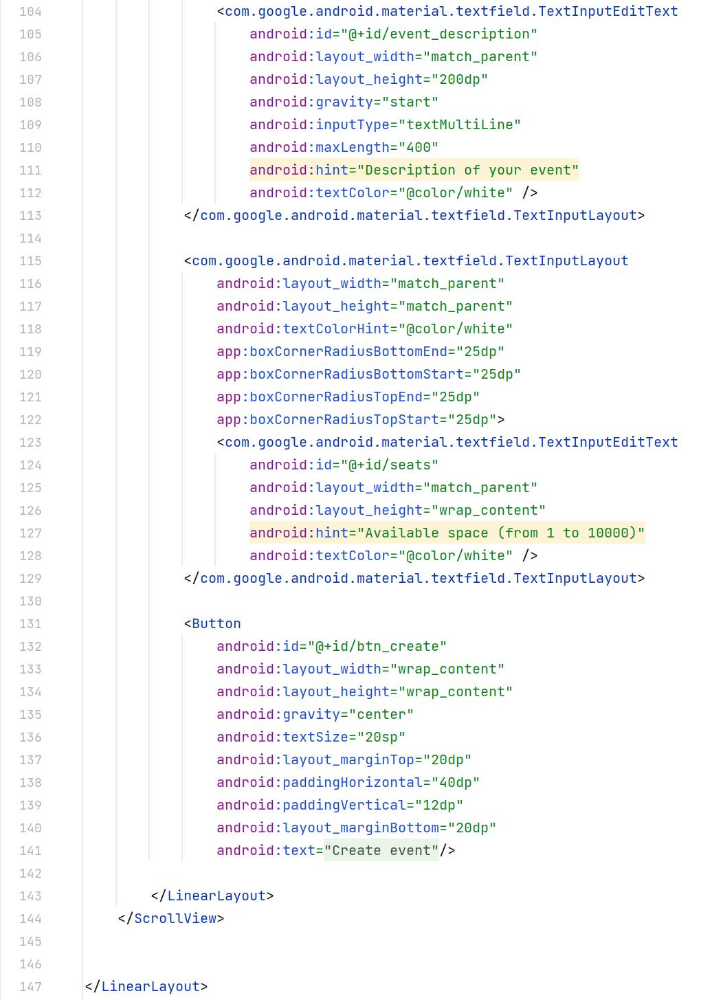 104 <com.google.android.material.textfield.TextInputEditText
105 android:id="@+id/event_description"
106 android:layout_width="match_parent"
107 android:layout_height="200dp"
108 android:gravity="start"
109 android:inputType="textMultiLine"
110 android:maxLength="400"
111 android:hint="Description of your event"
112 android:textColor="@color/white" />
113 </com.google.android.material.textfield.TextInputLayout>
114
115 <com.google.android.material.textfield.TextInputLayout
116 android:layout_width="match_parent"
117 android:layout_height="match_parent"
118 android:textColorHint="@color/white"
119 app:boxCornerRadiusBottomEnd="25dp"
120 app:boxCornerRadiusBottomStart="25dp"
121 app:boxCornerRadiusTopEnd="25dp"
122 app:boxCornerRadiusTopStart="25dp">
123 <com.google.android.material.textfield.TextInputEditText
124 android:id="@+id/seats"
125 android:layout_width="match_parent"
126 android:layout_height="wrap_content"
127 android:hint="Available space (from 1 to 10000)"
128 android:textColor="@color/white" />
129 </com.google.android.material.textfield.TextInputLayout>
130
131 <Button
132 android:id="@+id/btn_create"
133 android:layout_width="wrap_content"
134 android:layout_height="wrap_content"
135 android:gravity="center"
136 android:textSize="20sp"
137 android:layout_marginTop="20dp"
138 android:paddingHorizontal="40dp"
139 android:paddingVertical="12dp"
140 android:layout_marginBottom="20dp"
141 android:text="Create event"/>
142
143 </LinearLayout>
144 </ScrollView>
145
146
147 </LinearLayout>